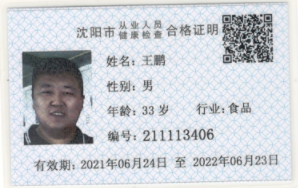 沈阳市从业人员健康检查合格证明
姓名：王鹏
性别：男
年龄：33岁 行业：食品
编号：211113406
有效期：2021年06月24日 至 2022年06月23日